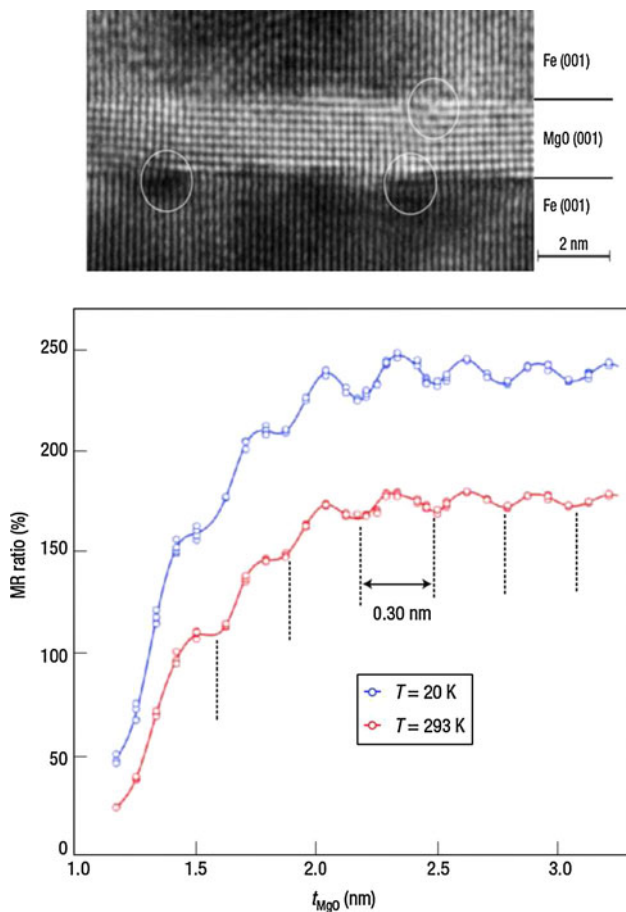 Fe (001)
MgO (001)
Fe (001)
2 nm
250
200
150
100
50
0
MR ratio (%)
0.30 nm
T = 20 K
T = 293 K
1.0 1.5 2.0 2.5 3.0
tMgO (nm)